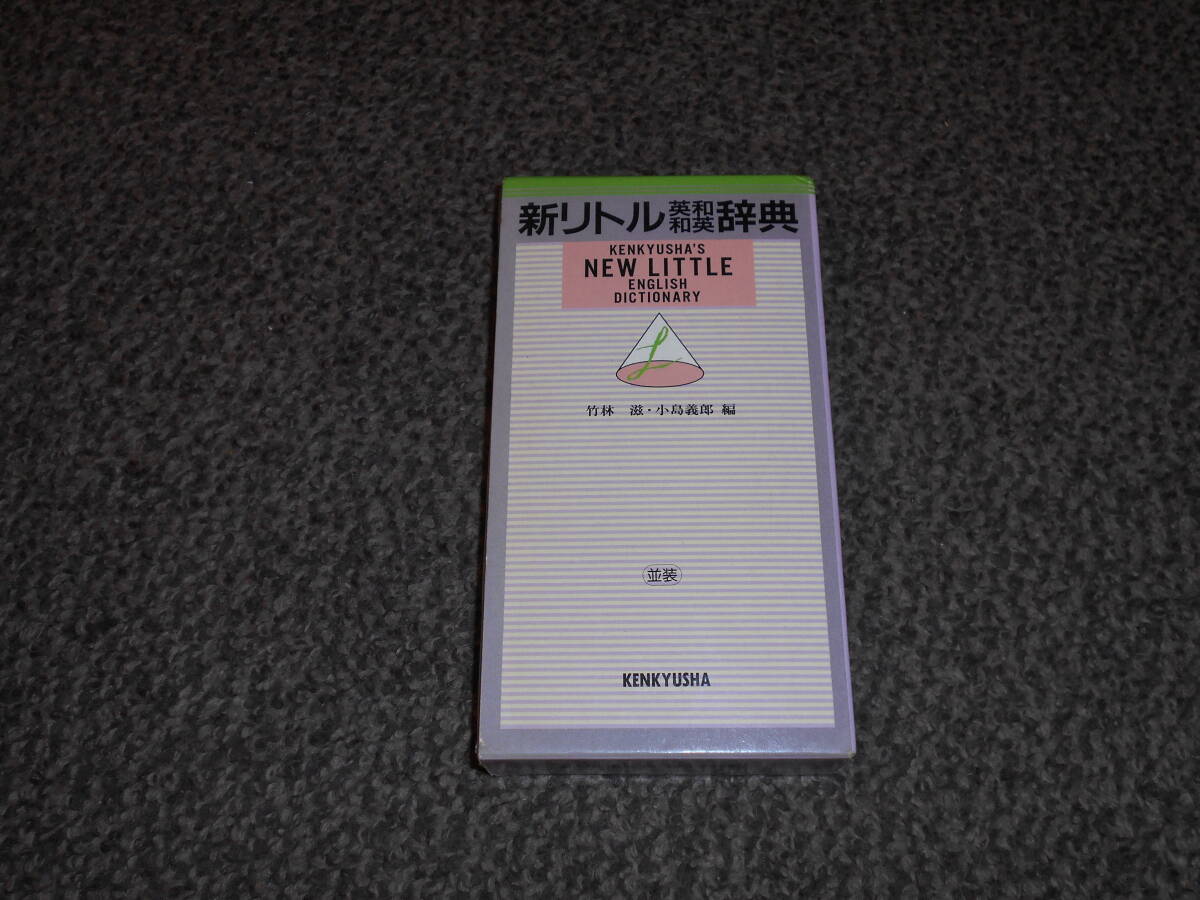 新リトル英和和英辞典
KENKYUSHA'S
NEW LITTLE
ENGLISH
DICTIONARY
L
竹林 滋・小島義郎 編
並装
KENKYUSHA